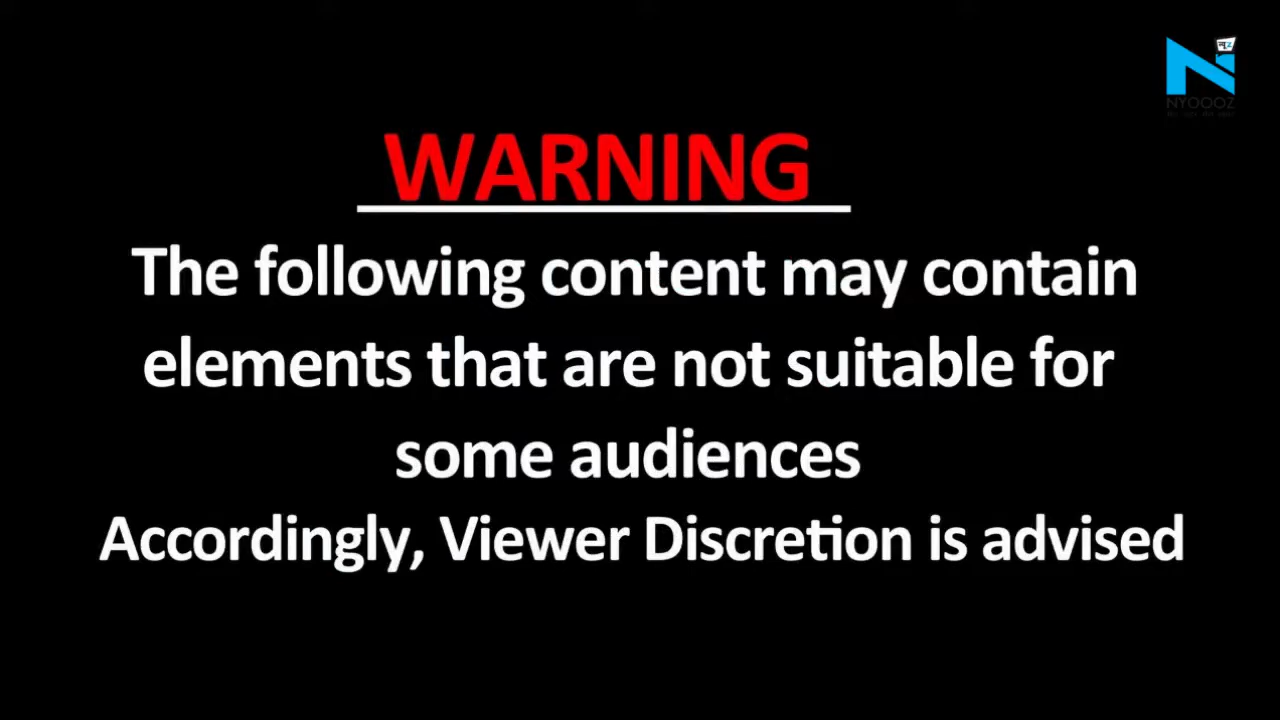 NYOOOZ
WARNING
The following content may contain
elements that are not suitable for
some audiences
Accordingly, Viewer Discretion is advised